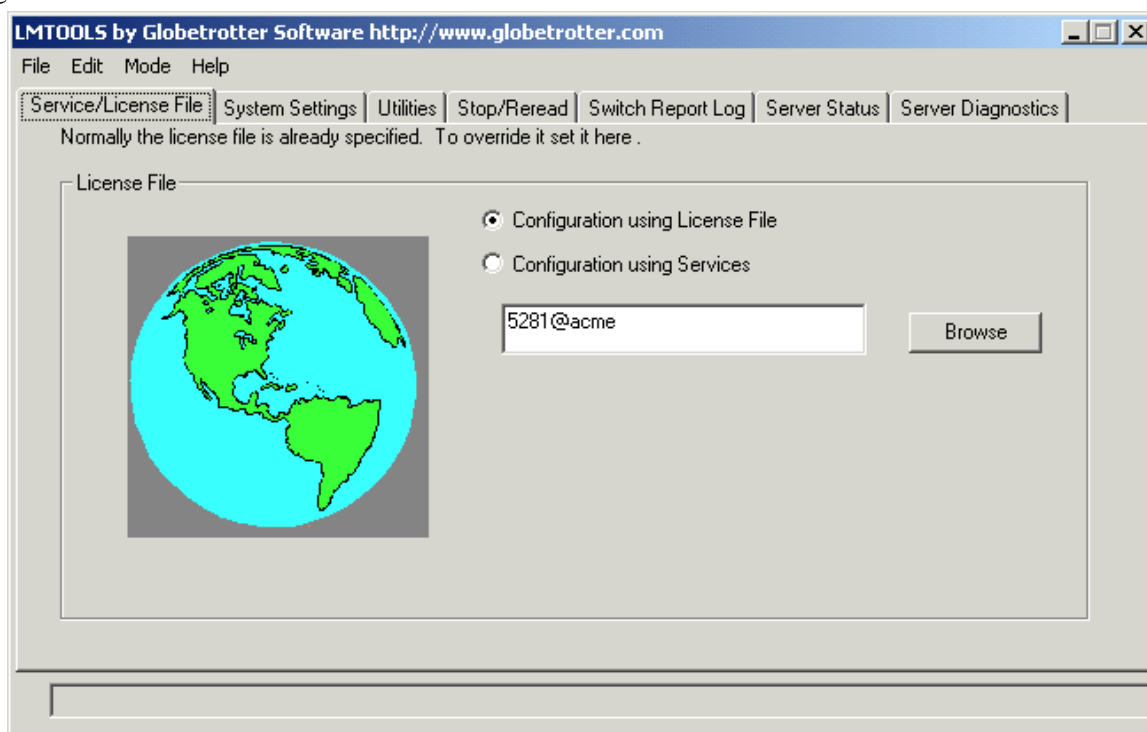 LMTOOLS by Globetrotter Software http://www.globetrotter.com
File Edit Mode Help
Service/License File System Settings Utilities Stop/Reread Switch Report Log Server Status Server Diagnostics
Normally the license file is already specified. To override it set it here .
License File
Configuration using License File
Configuration using Services
5281@acme
Browse